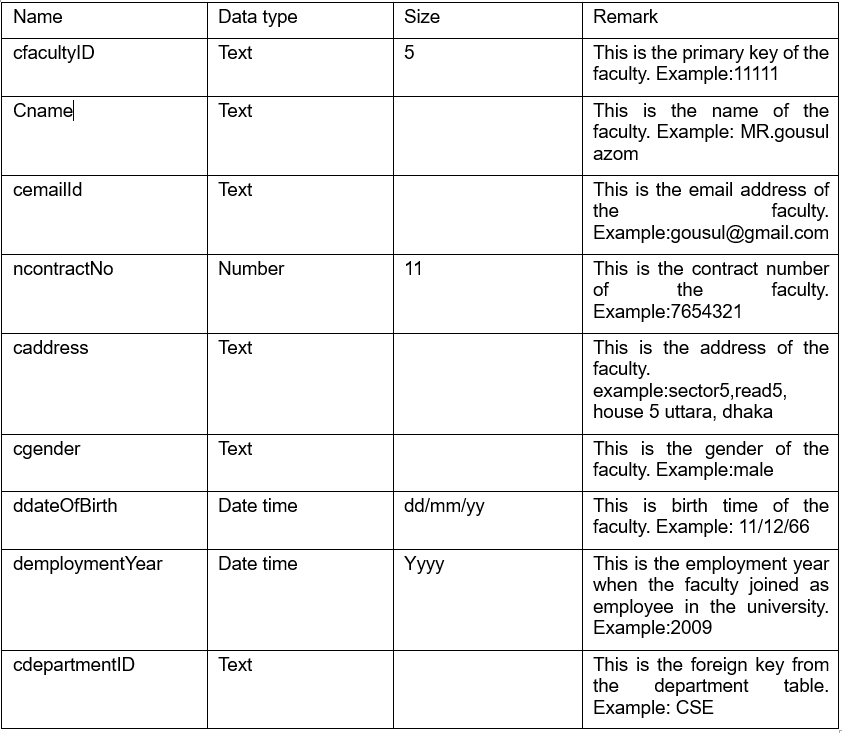 Name Data type Size Remark
cfacultyID Text 5 This is the primary key of the
faculty. Example:11111
Cname Text This is the name of the
faculty. Example: MR.gousul
azom
cemailId Text This is the email address of
the faculty.
Example:gousul@gmail.com
ncontractNo Number 11 This is the contract number
of the faculty.
Example:7654321
caddress Text This is the address of the
faculty.
example:sector5,read5,
house 5 uttara, dhaka
cgender Text This is the gender of the
faculty. Example:male
ddateOfBirth Date time dd/mm/yy This is birth time of the
faculty. Example: 11/12/66
demploymentYear Date time Yyyy This is the employment year
when the faculty joined as
employee in the university.
Example:2009
cdepartmentID Text This is the foreign key from
the department table.
Example: CSE